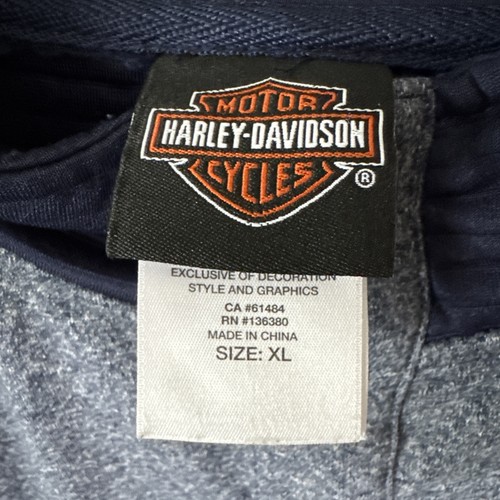 MOTOR
HARLEY-DAVIDSON
CYCLES
®
EXCLUSIVE OF DECORATION
STYLE AND GRAPHICS
CA #61484
RN #136380
MADE IN CHINA
SIZE: XL